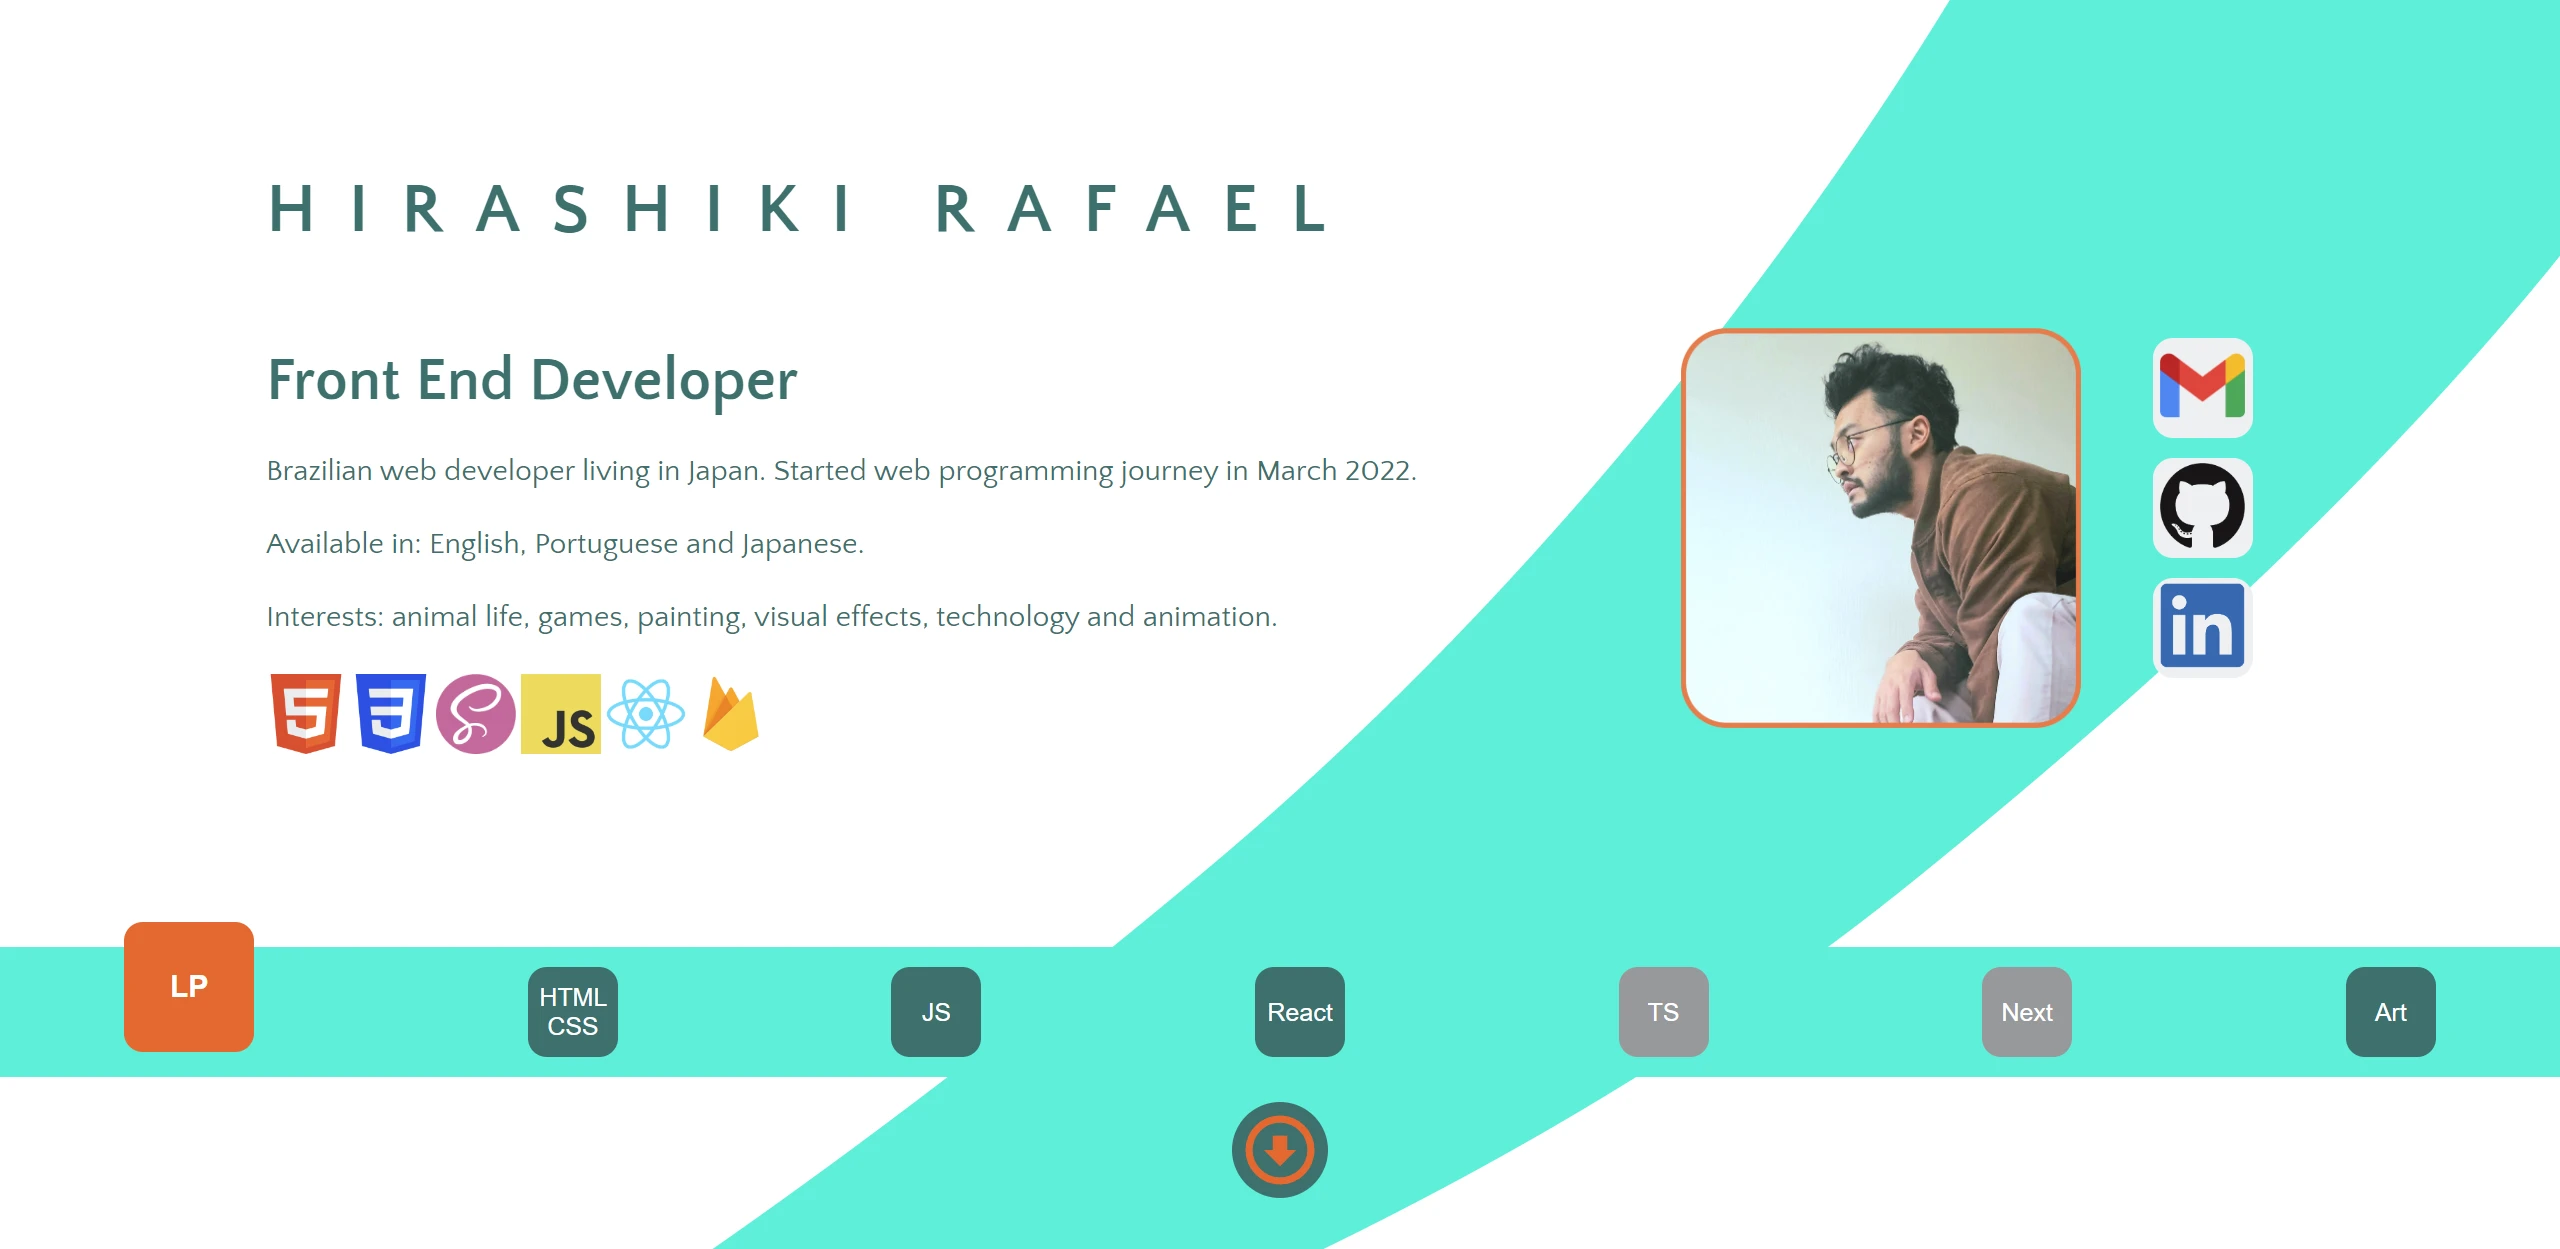 HIRASHIKI RAFAEL
Front End Developer
Brazilian web developer living in Japan. Started web programming journey in March 2022.
Available in: English, Portuguese and Japanese.
Interests: animal life, games, painting, visual effects, technology and animation.
JS
in
LP
HTML
CSS
JS
React
TS
Next
Art